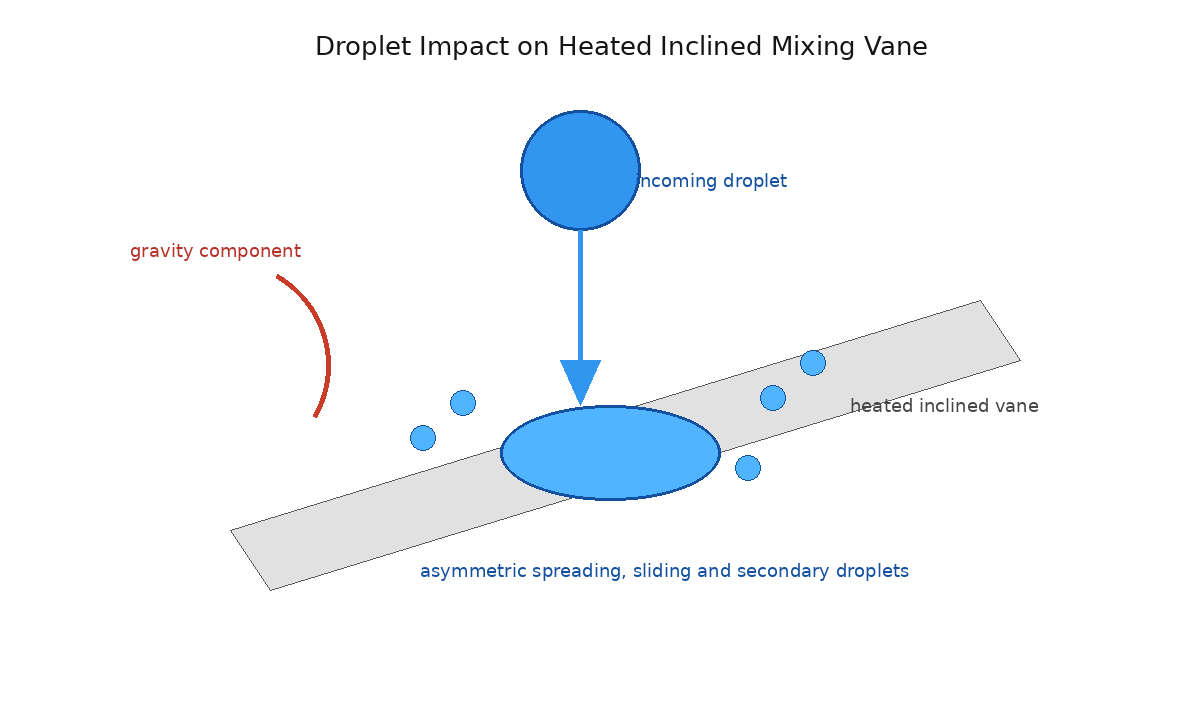 Droplet Impact on Heated Inclined Mixing Vane
incoming droplet
gravity component
heated inclined vane
asymmetric spreading, sliding and secondary droplets